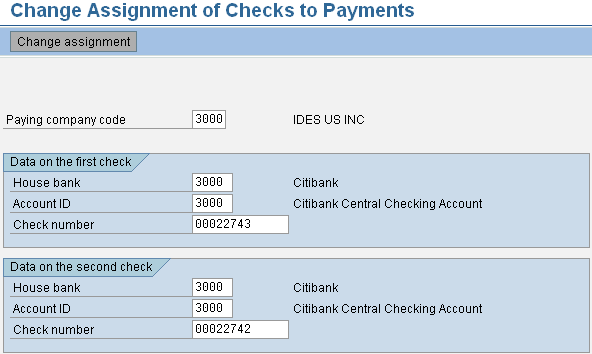 Change Assignment of Checks to Payments
Change assignment
Paying company code 3000 IDES US INC
Data on the first check
House bank 3000 Citibank
Account ID 3000 Citibank Central Checking Account
Check number 00022743
Data on the second check
House bank 3000 Citibank
Account ID 3000 Citibank Central Checking Account
Check number 00022742